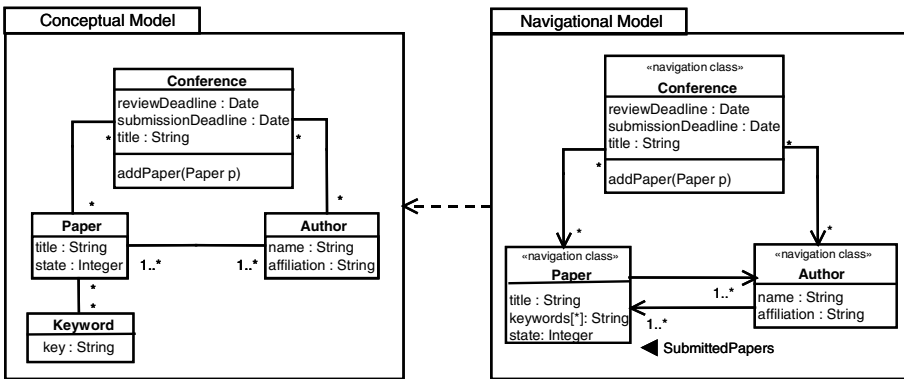 Conceptual Model
Conference
reviewDeadline : Date
submissionDeadline : Date
title : String
addPaper(Paper p)
*
*
*
*
Paper
title : String
state : Integer
1..*
1..*
Author
name : String
affiliation : String
*
*
Keyword
key : String
Navigational Model
«navigation class»
Conference
reviewDeadline : Date
submissionDeadline : Date
title : String
addPaper(Paper p)
*
*
*
*
«navigation class»
Paper
title : String
keywords[*]: String
state: Integer
1..*
1..*
«navigation class»
Author
name : String
affiliation : String
SubmittedPapers